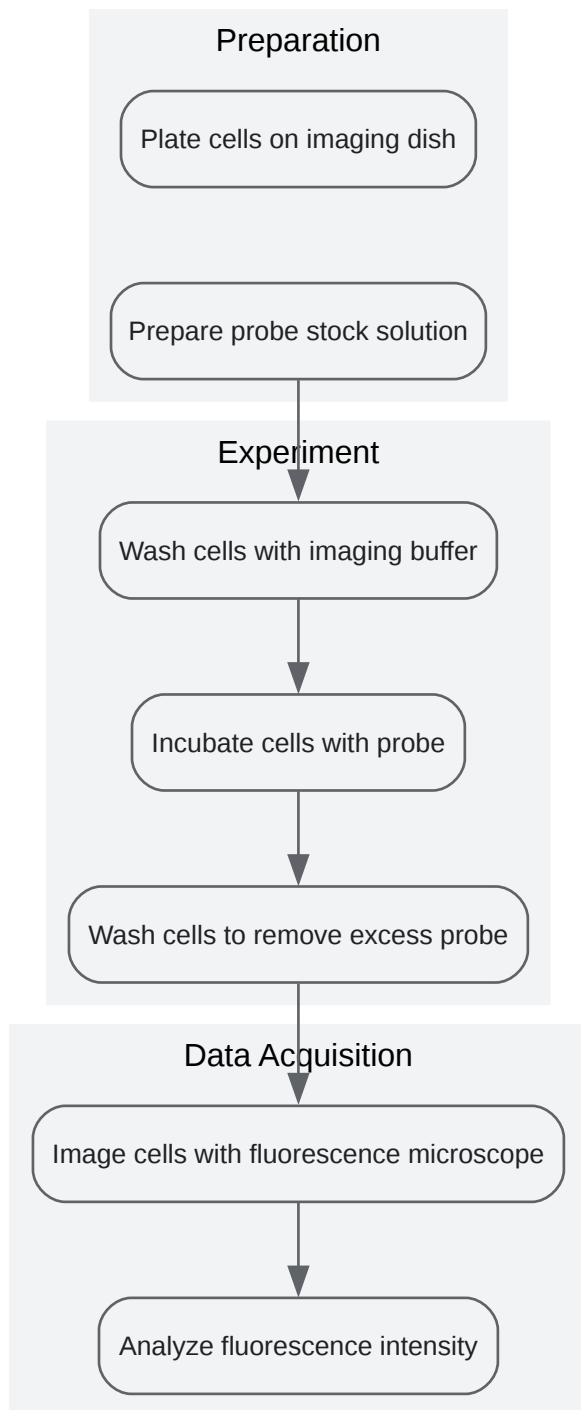 Preparation
Plate cells on imaging dish
Prepare probe stock solution
Experiment
Wash cells with imaging buffer
Incubate cells with probe
Wash cells to remove excess probe
Data Acquisition
Image cells with fluorescence microscope
Analyze fluorescence intensity